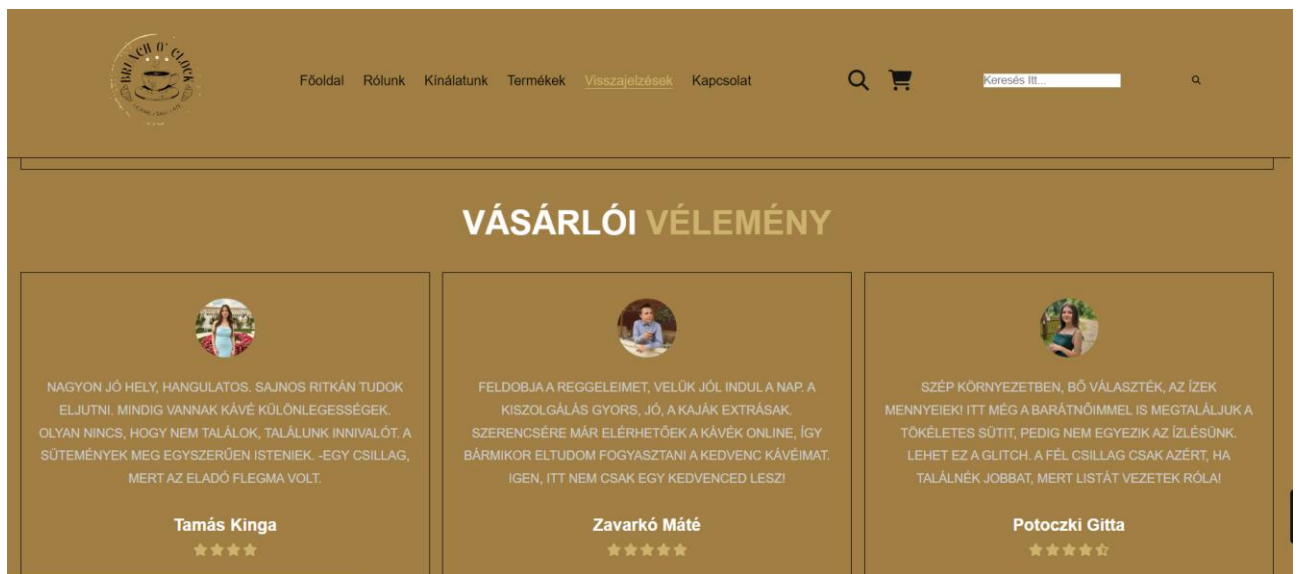 BRUNCH O' CLOCK
Főoldal Rólunk Kínálatunk Termékek Visszajelzések Kapcsolat Keresés Itt...
VÁSÁRLÓI VÉLEMÉNY
NAGYON JÓ HELY, HANGULATOS. SAJNOS RITKÁN TUDOK
ELJUTNI. MINDIG VANNAK KÁVÉ KÜLÖNLEGESSÉGEK.
OLYAN NINCS, HOGY NEM TALÁLOK, TALÁLUNK INNIVALÓT. A
SÜTEMÉNYEK MEG EGYSZERŰEN ISTENIEK. -EGY CSILLAG,
MERT AZ ELADÓ FLEGMA VOLT.
Tamás Kinga
FELDOBJA A REGGELEIMET, VELÜK JÓL INDUL A NAP. A
KISZOLGÁLÁS GYORS, JÓ, A KAJÁK EXTRÁSAK.
SZERENCSÉRE MÁR ELÉRHETŐEK A KÁVÉK ONLINE, ÍGY
BÁRMIKOR ELTUDOM FOGYASZTANI A KEDVENC KÁVÉIMAT.
IGEN, ITT NEM CSAK EGY KEDVENCED LESZ!
Zavarkó Máté
SZÉP KÖRNYEZETBEN, BŐ VÁLASZTÉK, AZ ÍZEK
MENNYEIEK! ITT MÉG A BARÁTNŐIMMEL IS MEGTALÁLJUK A
TÖKÉLETES SÜTIT, PEDIG NEM EGYEZIK AZ ÍZLÉSÜNK.
LEHET EZ A GLITCH. A FÉL CSILLAG CSAK AZÉRT, HA
TALÁLNÉK JOBBAT, MERT LISTÁT VEZETEK RÓLA!
Potoczki Gitta